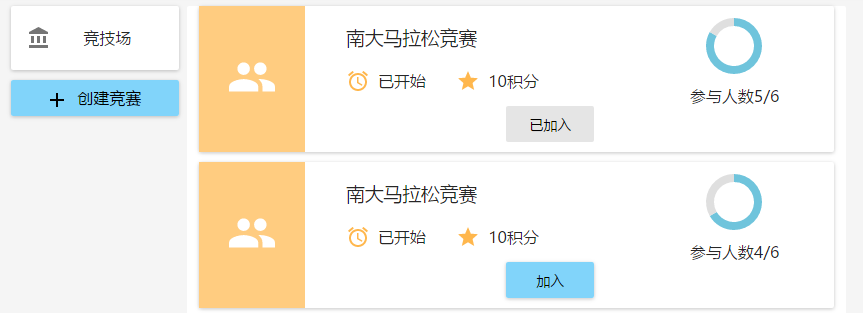 竞技场
创建竞赛
南大马拉松竞赛
已开始 10积分
已加入
参与人数5/6
南大马拉松竞赛
已开始 10积分
加入
参与人数4/6